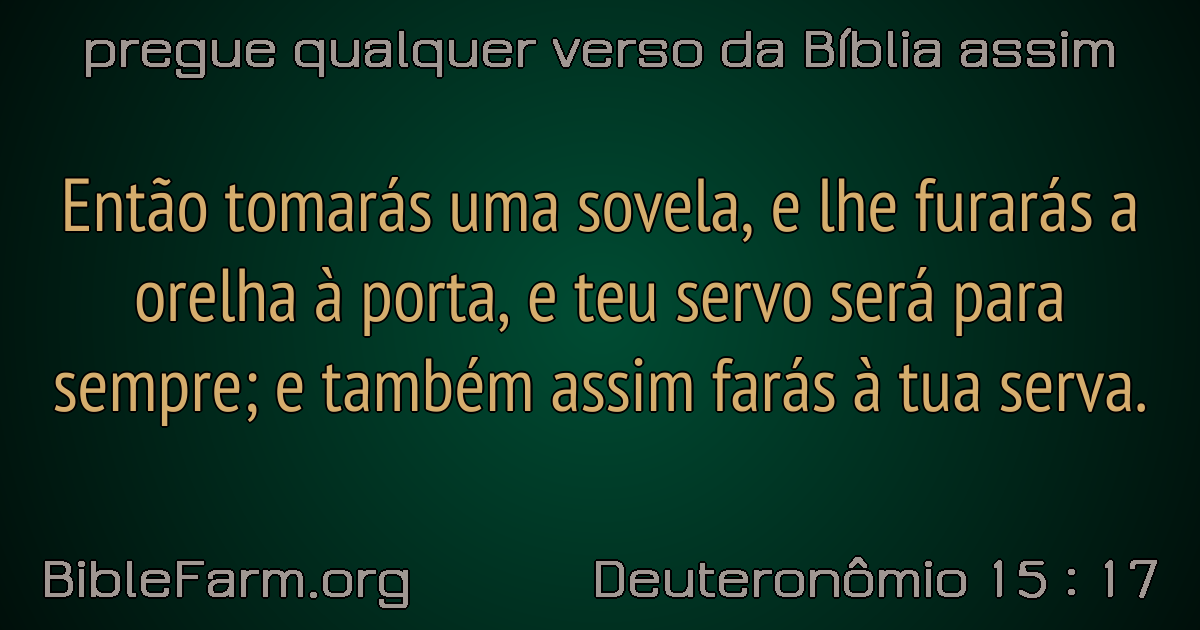 pregue qualquer verso da Bíblia assim
Então tomarás uma sovela, e lhe furarás a
orelha à porta, e teu servo será para
sempre; e também assim farás à tua serva.
BibleFarm.org
Deuteronômio 15 : 17